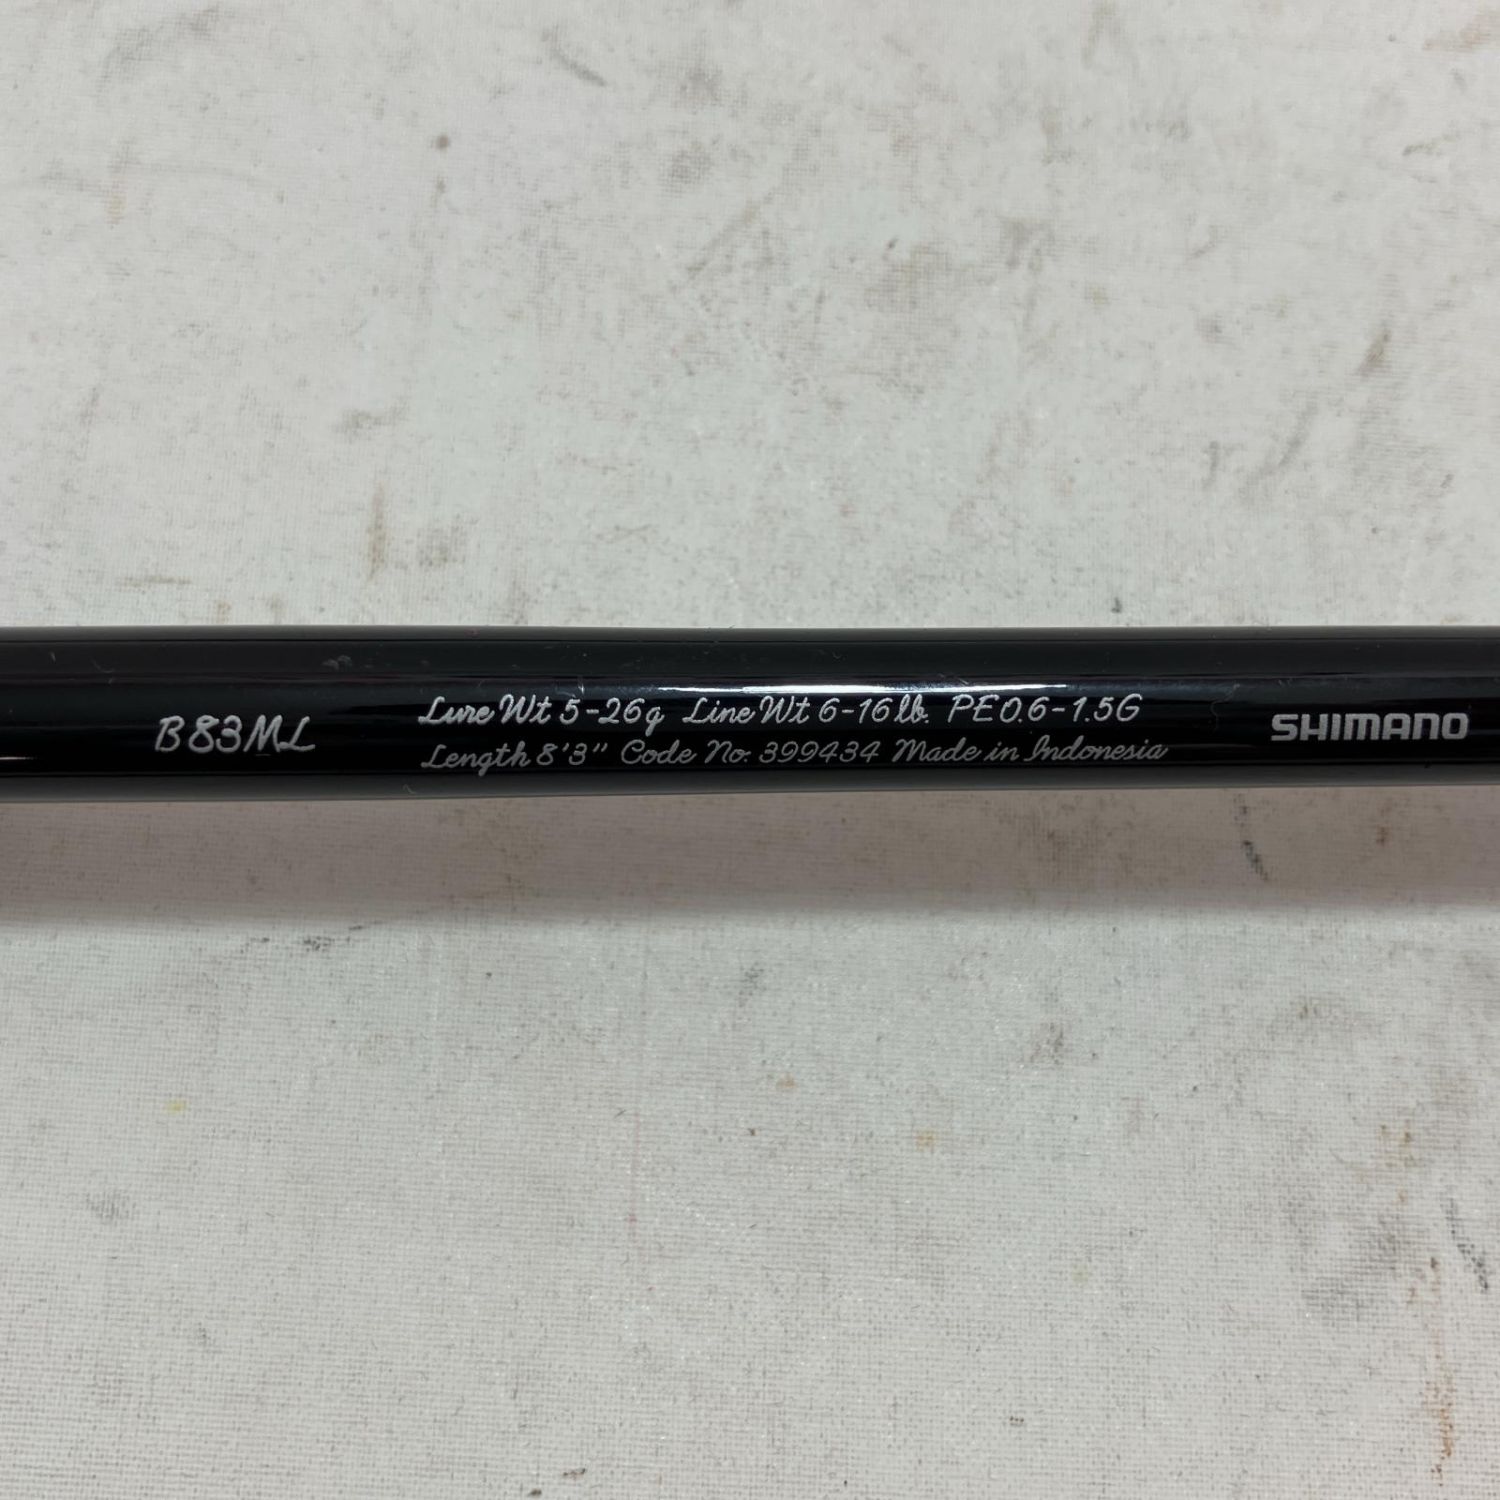 B83ML
Lure Wt 5-26g Line Wt 6-16lb. PE0.6-1.5G
Length 8'3" Code No. 399434 Made in Indonesia
SHIMANO